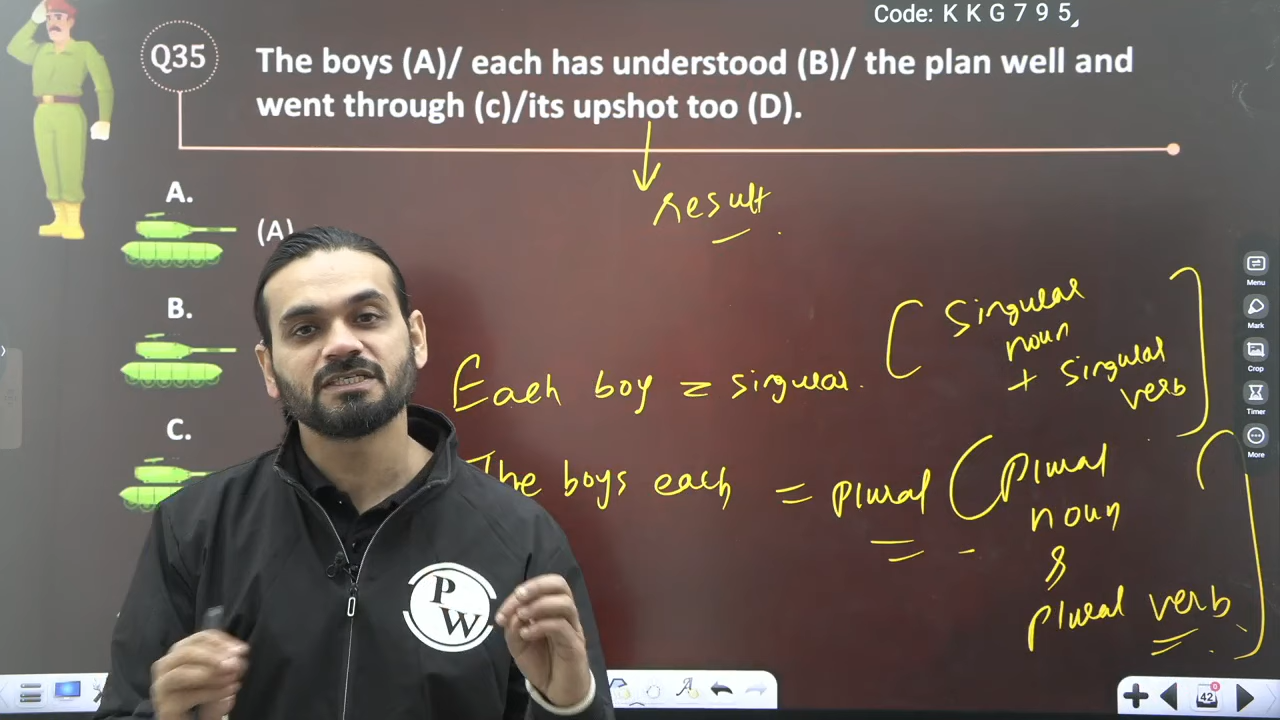 Code: K K G 7 9 5
Q35
The boys (A)/ each has understood (B)/ the plan well and
went through (c)/its upshot too (D).
result
A.
(A)
B.
C.
Each boy = singular.
(Singular
noun
+ singular
verb
The boys each = plural
(plural
noun
&
plural verb
P
W
Menu
Mark
Crop
Timer
More
42